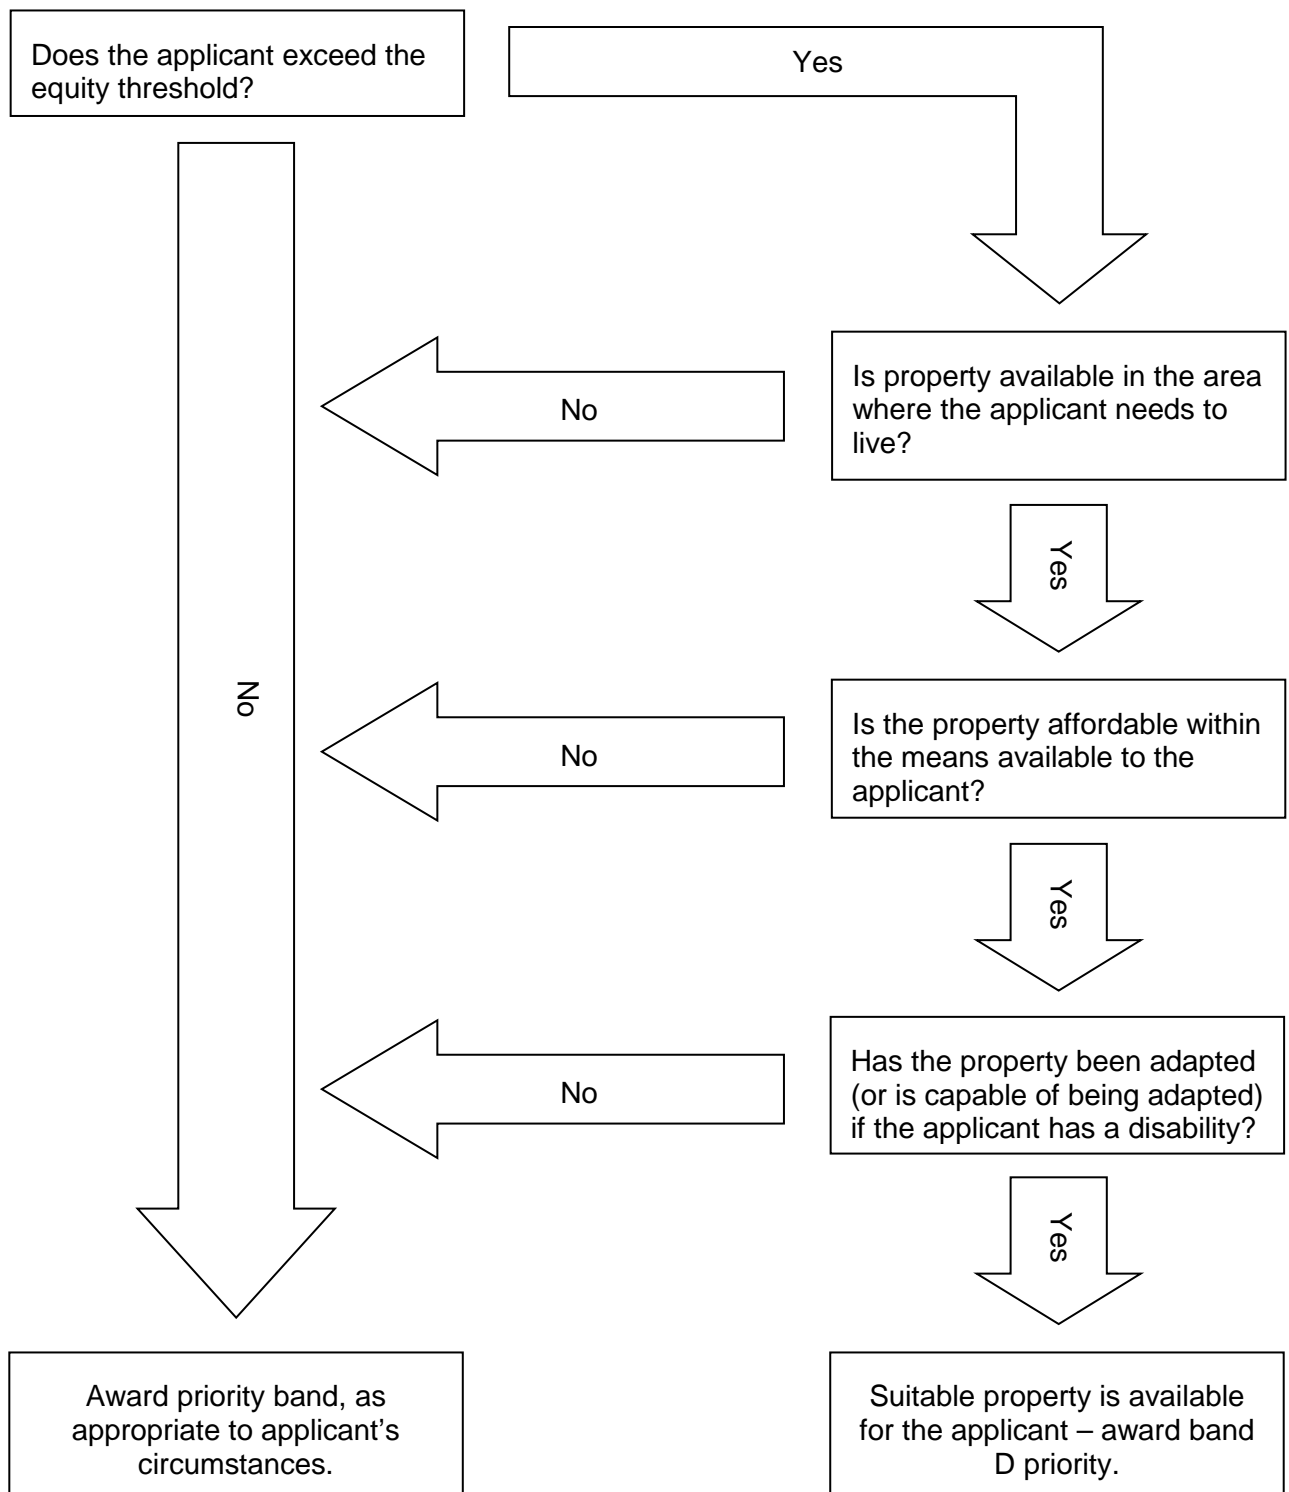 Does the applicant exceed the
equity threshold?
Yes
Is property available in the area
where the applicant needs to
live?
No
Yes
Is the property affordable within
the means available to the
applicant?
No
No
Yes
Has the property been adapted
(or is capable of being adapted)
if the applicant has a disability?
No
Yes
Award priority band, as
appropriate to applicant’s
circumstances.
Suitable property is available
for the applicant – award band
D priority.